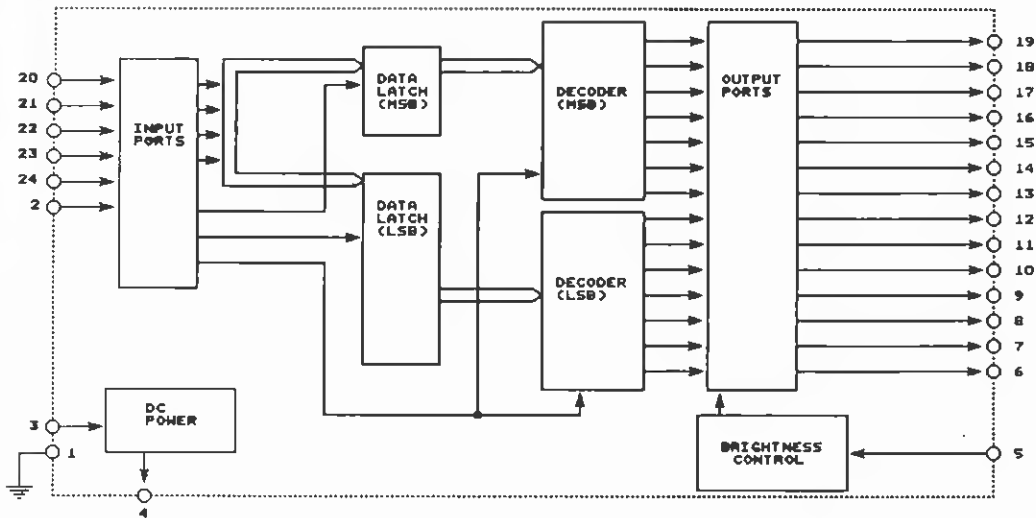 20
21
22
23
24
2
INPUT
PORTS
DATA
LATCH
(MSB)
DATA
LATCH
(LSB)
DECODER
(MSB)
DECODER
(LSB)
OUTPUT
PORTS
19
18
17
16
15
14
13
12
11
10
9
8
7
6
3
1
DC
POWER
4
BRIGHTNESS
CONTROL
5